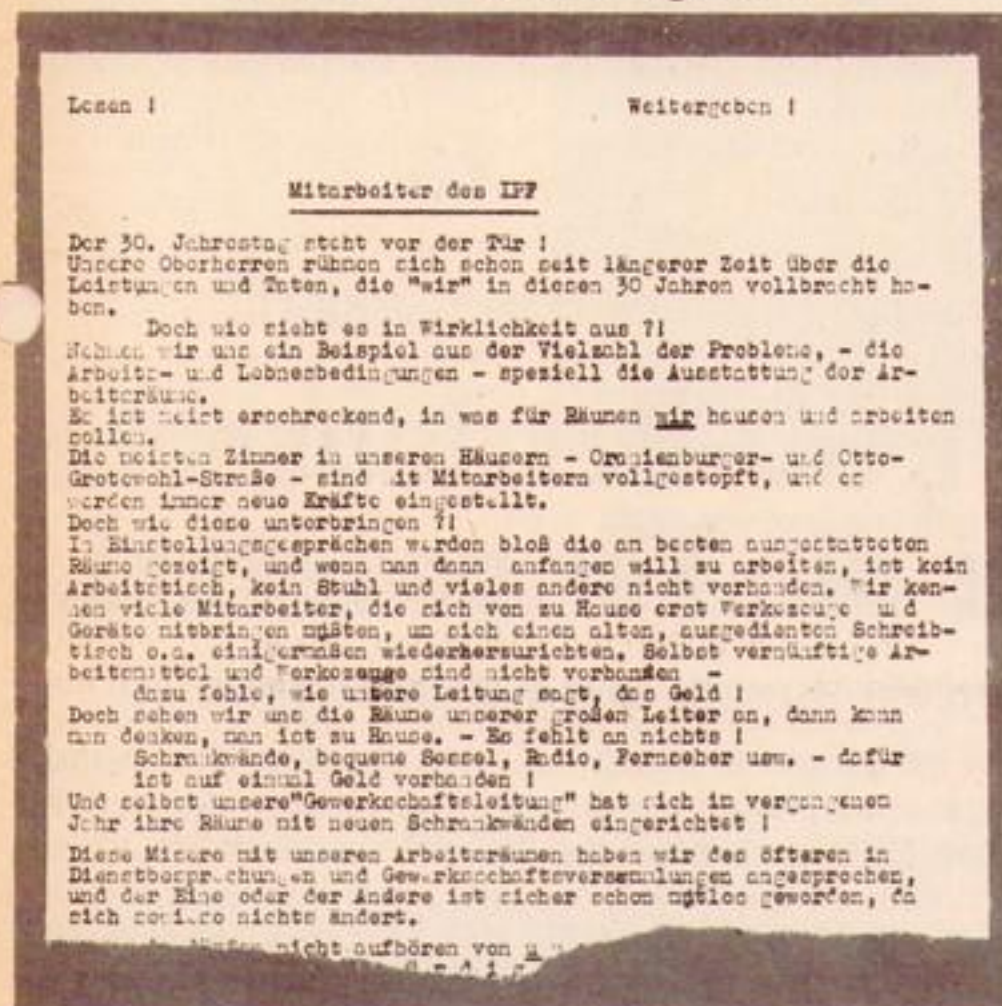 Lesen ! Weitergeben !
Mitarbeiter des IPF
Der 30. Jahrestag steht vor der Tür !
Unsere Oberherren rühmen sich schon seit längerer Zeit über die
Leistungen und Taten, die "wir" in diesen 30 Jahren vollbracht ha-
ben.
Doch wie sieht es in Wirklichkeit aus ?!
Nehmen wir uns ein Beispiel aus der Vielzahl der Probleme, - die
Arbeits- und Lebnesbedingungen - speziell die Ausstattung der Ar-
beitsräume.
Es ist meist erschreckend, in was für Räumen wir hausen und arbeiten
sollen.
Die meisten Zimmer in unseren Häusern - Oranienburger- und Otto-
Grotewohl-Straße - sind mit Mitarbeitern vollgestopft, und es
werden immer neue Kräfte eingestellt.
Doch wie diese unterbringen ?!
In Einstellungsgesprächen werden bloß die am besten ausgestatteten
Räume gezeigt, und wenn man dann anfangen will zu arbeiten, ist kein
Arbeitstisch, kein Stuhl und vieles andere nicht vorhanden. Wir ken-
nen viele Mitarbeiter, die sich von zu Hause erst Werkzeuge und
Geräte mitbringen müßten, um sich einen alten, ausgedienten Schreib-
tisch o.ä. einigermaßen wiederherzurichten. Selbst vernünftige Ar-
beitsmittel und Werkzeuge sind nicht vorhanden -
dazu fehle, wie unsere Leitung sagt, das Geld !
Doch sehen wir uns die Räume unserer großen Leiter an, dann kann
man denken, man ist zu Hause. - Es fehlt an nichts !
Schrankwände, bequeme Sessel, Radio, Fernseher usw. - dafür
ist auf einmal Geld vorhanden !
Und selbst unsere"Gewerkschaftsleitung" hat sich im vergangenen
Jahr ihre Räume mit neuen Schrankwänden eingerichtet !
Diese Misere mit unseren Arbeitsräumen haben wir des öfteren in
Dienstbesprechungen und Gewerkschaftsversammlungen angesprochen,
und der Eine oder der Andere ist sicher schon mutlos geworden, da
sich sowieso nichts ändert.
nicht aufhören von